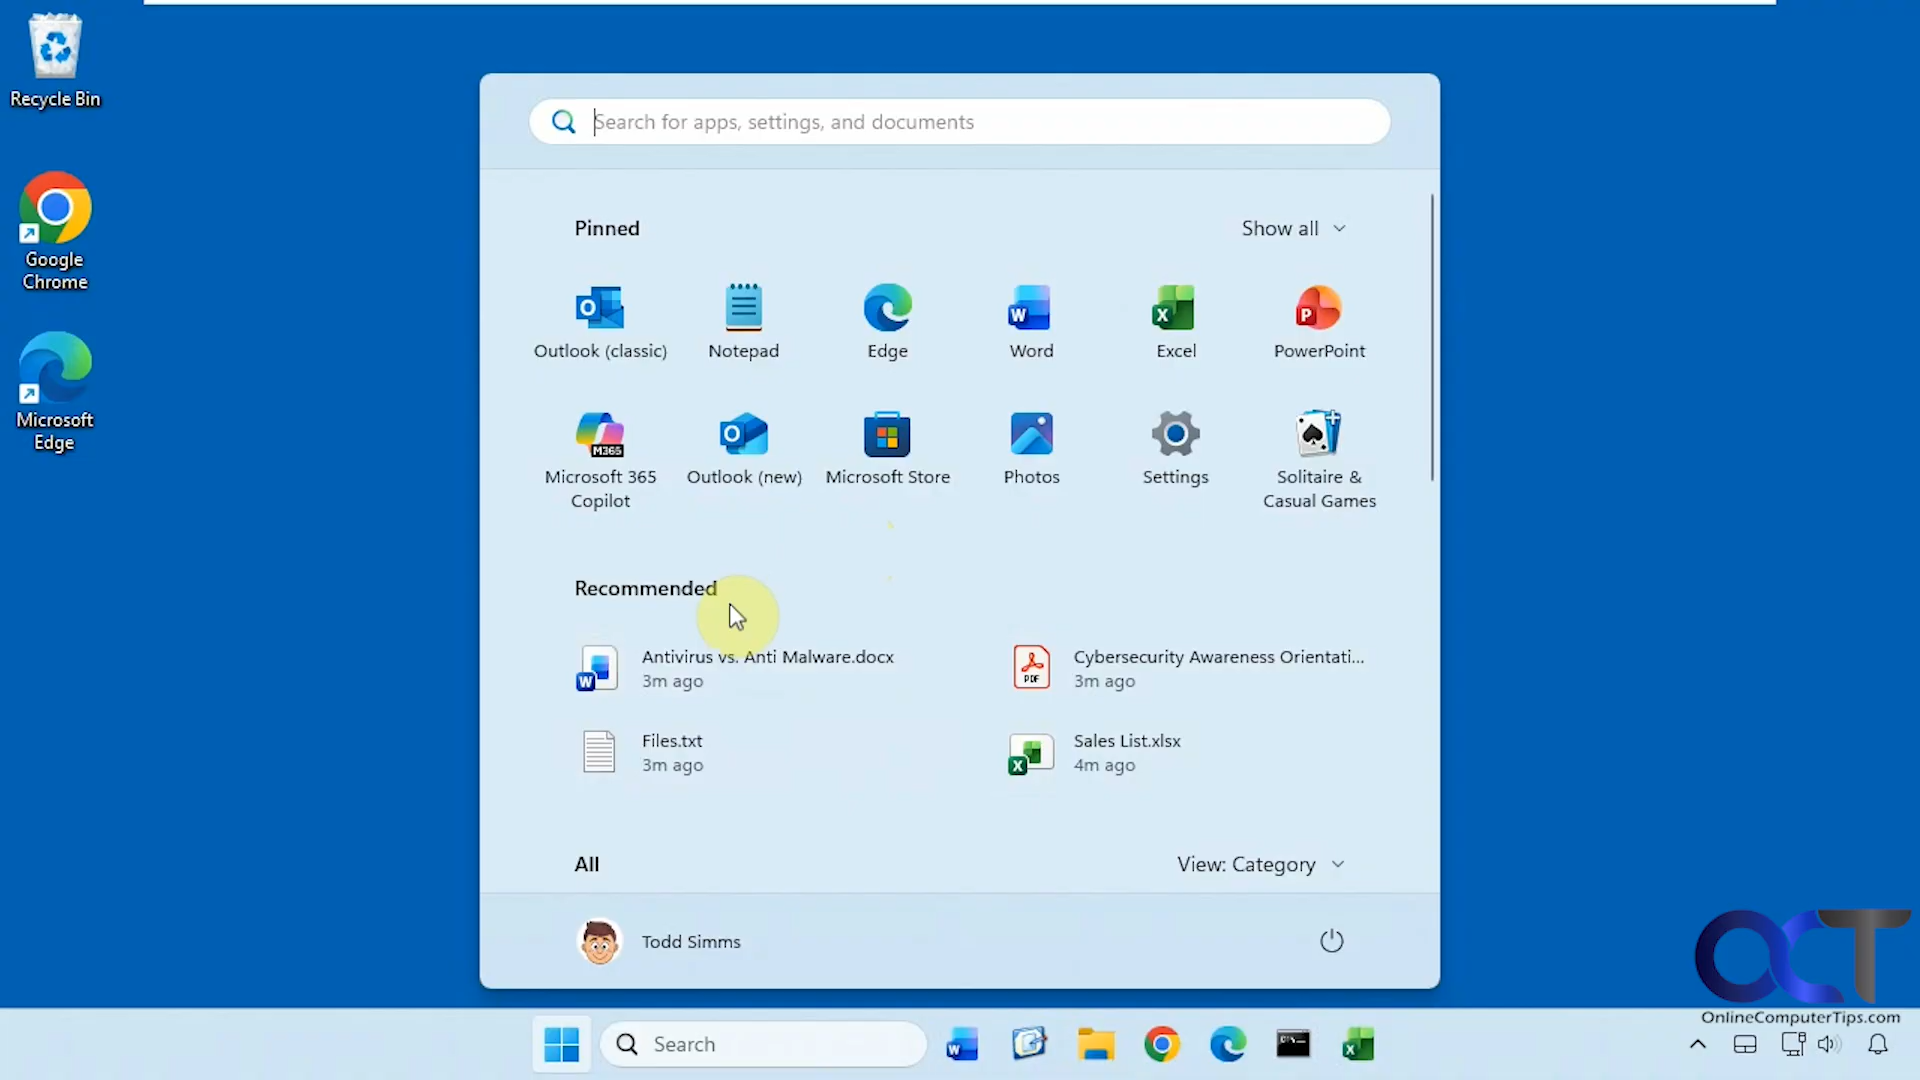 Recycle Bin
Google
Chrome
Microsoft
Edge
Search for apps, settings, and documents
Pinned
Show all
Outlook (classic)
Notepad
Edge
Word
Excel
PowerPoint
Microsoft 365
Copilot
Outlook (new)
Microsoft Store
Photos
Settings
Solitaire &
Casual Games
Recommended
Antivirus vs. Anti Malware.docx
3m ago
Cybersecurity Awareness Orientati...
3m ago
Files.txt
3m ago
Sales List.xlsx
4m ago
All
View: Category
Todd Simms
Search
OCT
OnlineComputerTips.com